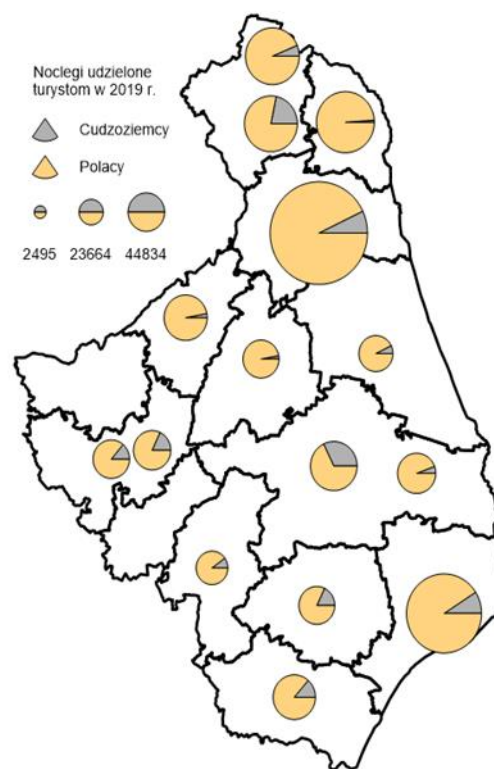 Noclegi udzielone
turystom w 2019 r.
Cudzoziemcy
Polacy
2495 23664 44834